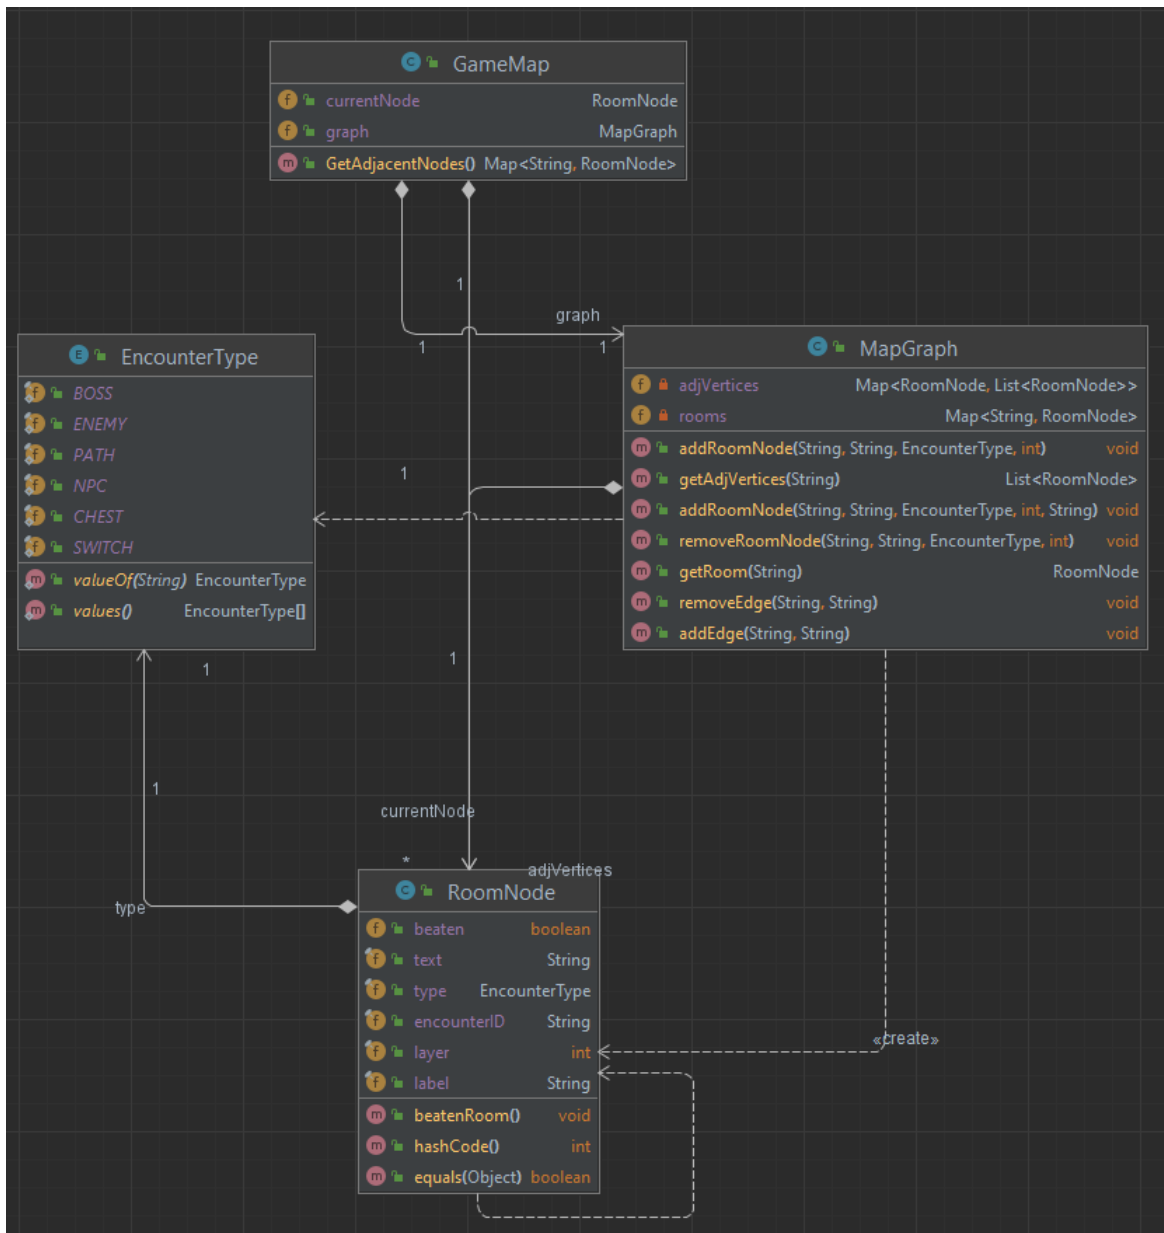 GameMap
currentNode RoomNode
graph MapGraph
GetAdjacentNodes() Map<String, RoomNode>
1
graph
1 1
EncounterType
BOSS
ENEMY
PATH
NPC
CHEST
SWITCH
valueOf(String) EncounterType
values() EncounterType[]
MapGraph
adjVertices Map<RoomNode, List<RoomNode>>
rooms Map<String, RoomNode>
addRoomNode(String, String, EncounterType, int) void
getAdjVertices(String) List<RoomNode>
addRoomNode(String, String, EncounterType, int, String) void
removeRoomNode(String, String, EncounterType, int) void
getRoom(String) RoomNode
removeEdge(String, String) void
addEdge(String, String) void
1
1
1
1
currentNode
*
adjVertices
type
«create»
RoomNode
beaten boolean
text String
type EncounterType
encounterID String
layer int
label String
beatenRoom() void
hashCode() int
equals(Object) boolean